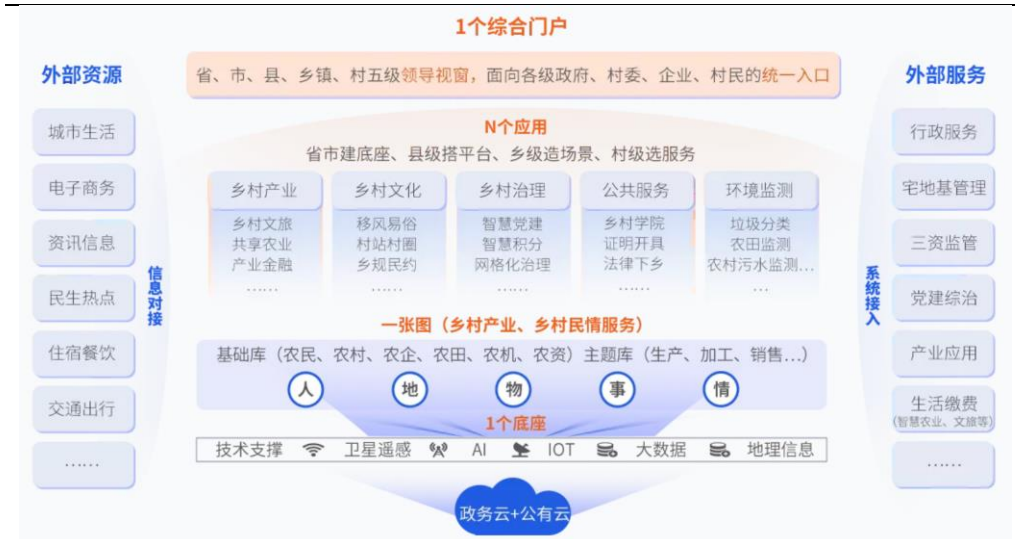 1个综合门户
省、市、县、乡镇、村五级领导视窗，面向各级政府、村委、企业、村民的统一入口
外部资源
城市生活
电子商务
资讯信息
民生热点
住宿餐饮
交通出行
……
信息对接
N个应用
省市建底座、县级搭平台、乡级造场景、村级选服务
乡村产业
乡村文旅
共享农业
产业金融
……
乡村文化
移风易俗
村站村圈
乡规民约
……
乡村治理
智慧党建
智慧积分
网格化治理
……
公共服务
乡村学院
证明开具
法律下乡
……
环境监测
垃圾分类
农田监测
农村污水监测…
…
一张图（乡村产业、乡村民情服务）
基础库（农民、农村、农企、农田、农机、农资）主题库（生产、加工、销售…）
人 地 物 事 情
1个底座
技术支撑 卫星遥感 AI IOT 大数据 地理信息
政务云+公有云
系统接入
外部服务
行政服务
宅地基管理
三资监管
党建综治
产业应用
生活缴费
(智慧农业、文旅等)
……